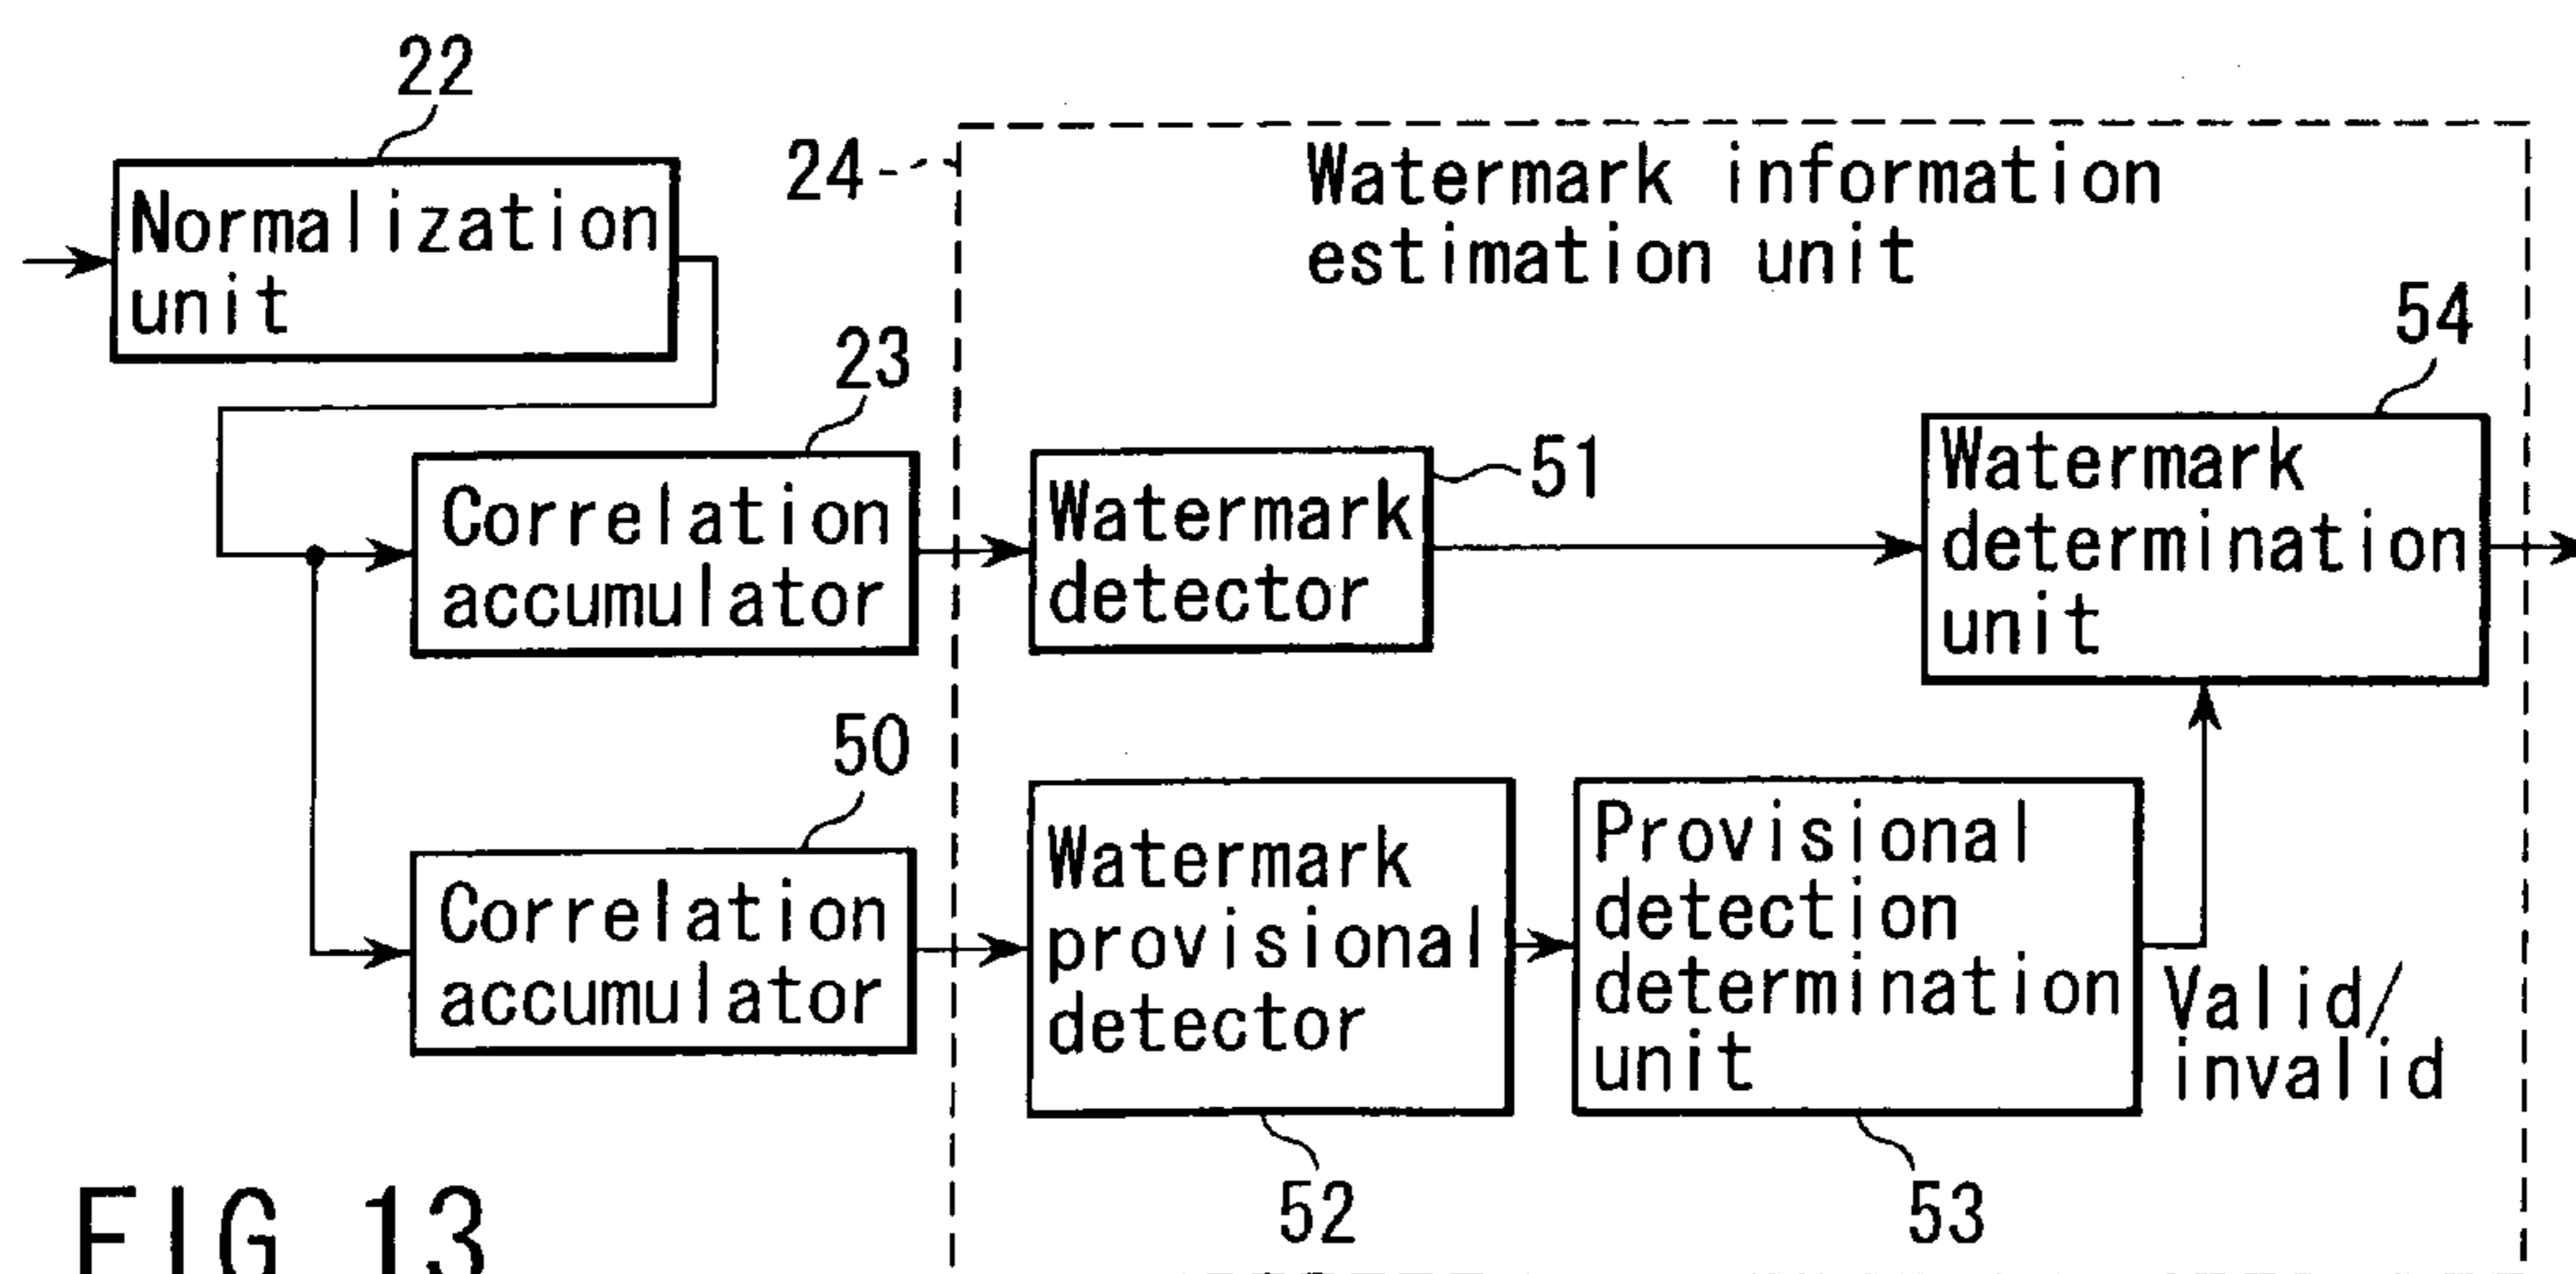 22
Normalization
unit
24
Watermark information
estimation unit
23
Correlation
accumulator
51
Watermark
detector
54
Watermark
determination
unit
50
Correlation
accumulator
Watermark
provisional
detector
52
Provisional
detection
determination
unit
53
Valid/
invalid
FIG. 13